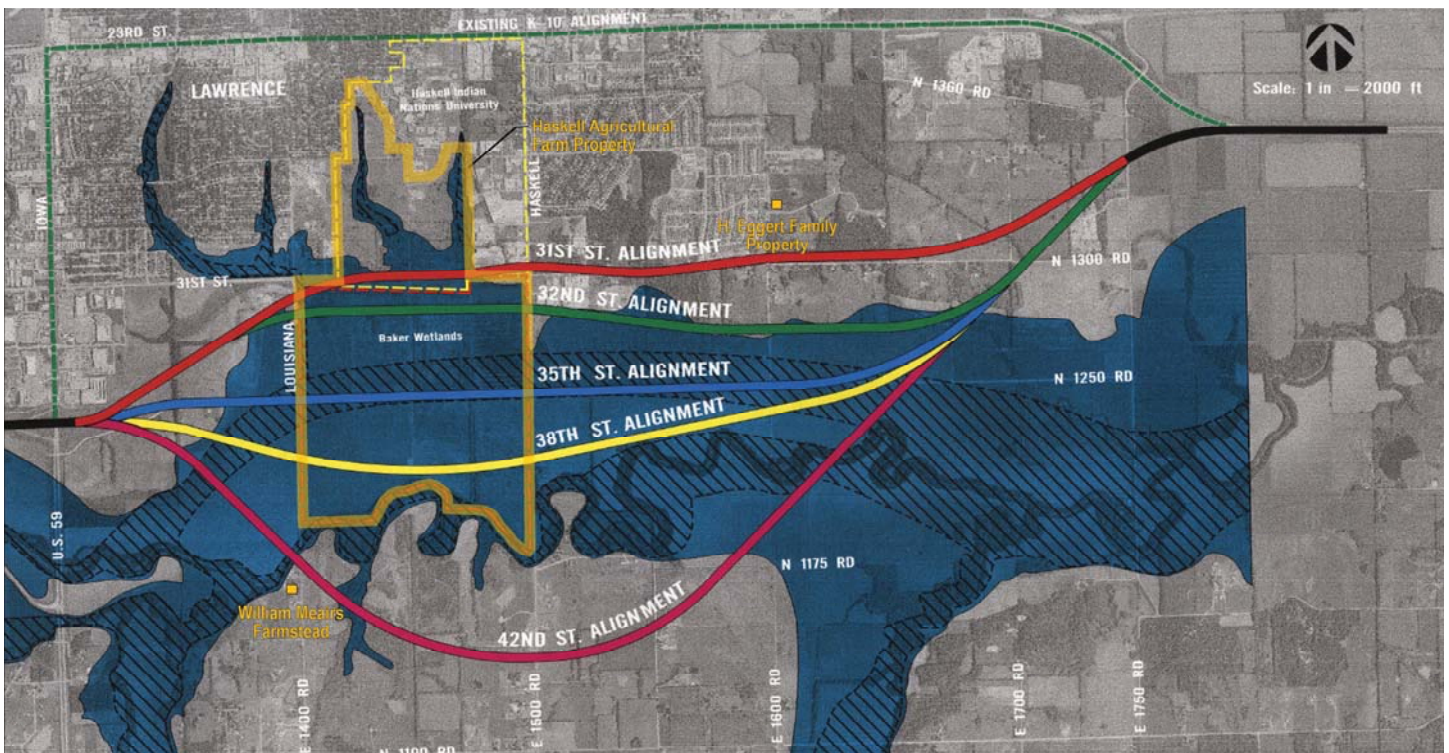 23RD ST.
EXISTING K-10 ALIGNMENT
LAWRENCE
Haskell Indian
Nations University
N 1360 RD
Scale: 1 in = 2000 ft
Haskell Agricultural
Farm Property
IOWA
HASKELL
H. Eggert Family
Property
31ST ST. ALIGNMENT
31ST ST.
N 1300 RD
32ND ST. ALIGNMENT
LOUISIANA
Baker Wetlands
35TH ST. ALIGNMENT
N 1250 RD
38TH ST. ALIGNMENT
U.S. 59
N 1175 RD
William Meairs
Farmstead
42ND ST. ALIGNMENT
E 1400 RD
E 1500 RD
E 1600 RD
E 1700 RD
E 1750 RD